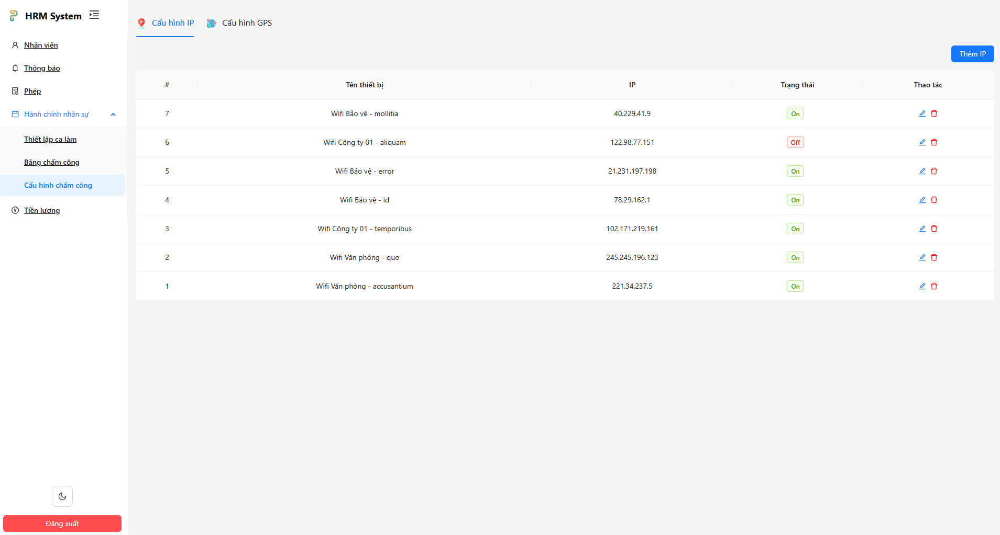 HRM System
Nhân viên
Thông báo
Phép
Hành chính nhân sự
Thiết lập ca làm
Bảng chấm công
Cấu hình chấm công
Tiền lương
Đăng xuất
Cấu hình IP Cấu hình GPS
Thêm IP
# Tên thiết bị IP Trạng thái Thao tác
7 Wifi Bảo vệ - mollitia 40.229.41.9 On
6 Wifi Công ty 01 - aliquam 122.98.77.151 Off
5 Wifi Bảo vệ - error 21.231.197.198 On
4 Wifi Bảo vệ - id 78.29.162.1 On
3 Wifi Công ty 01 - temporibus 102.171.219.161 On
2 Wifi Văn phòng - quo 245.245.196.123 On
1 Wifi Văn phòng - accusantium 221.34.237.5 On